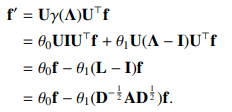 f′ = Uγ(Λ)U⊤f
= θ₀UIU⊤f + θ₁U(Λ − I)U⊤f
= θ₀f − θ₁(L − I)f
= θ₀f − θ₁(D^{-1/2}AD^{1/2})f.